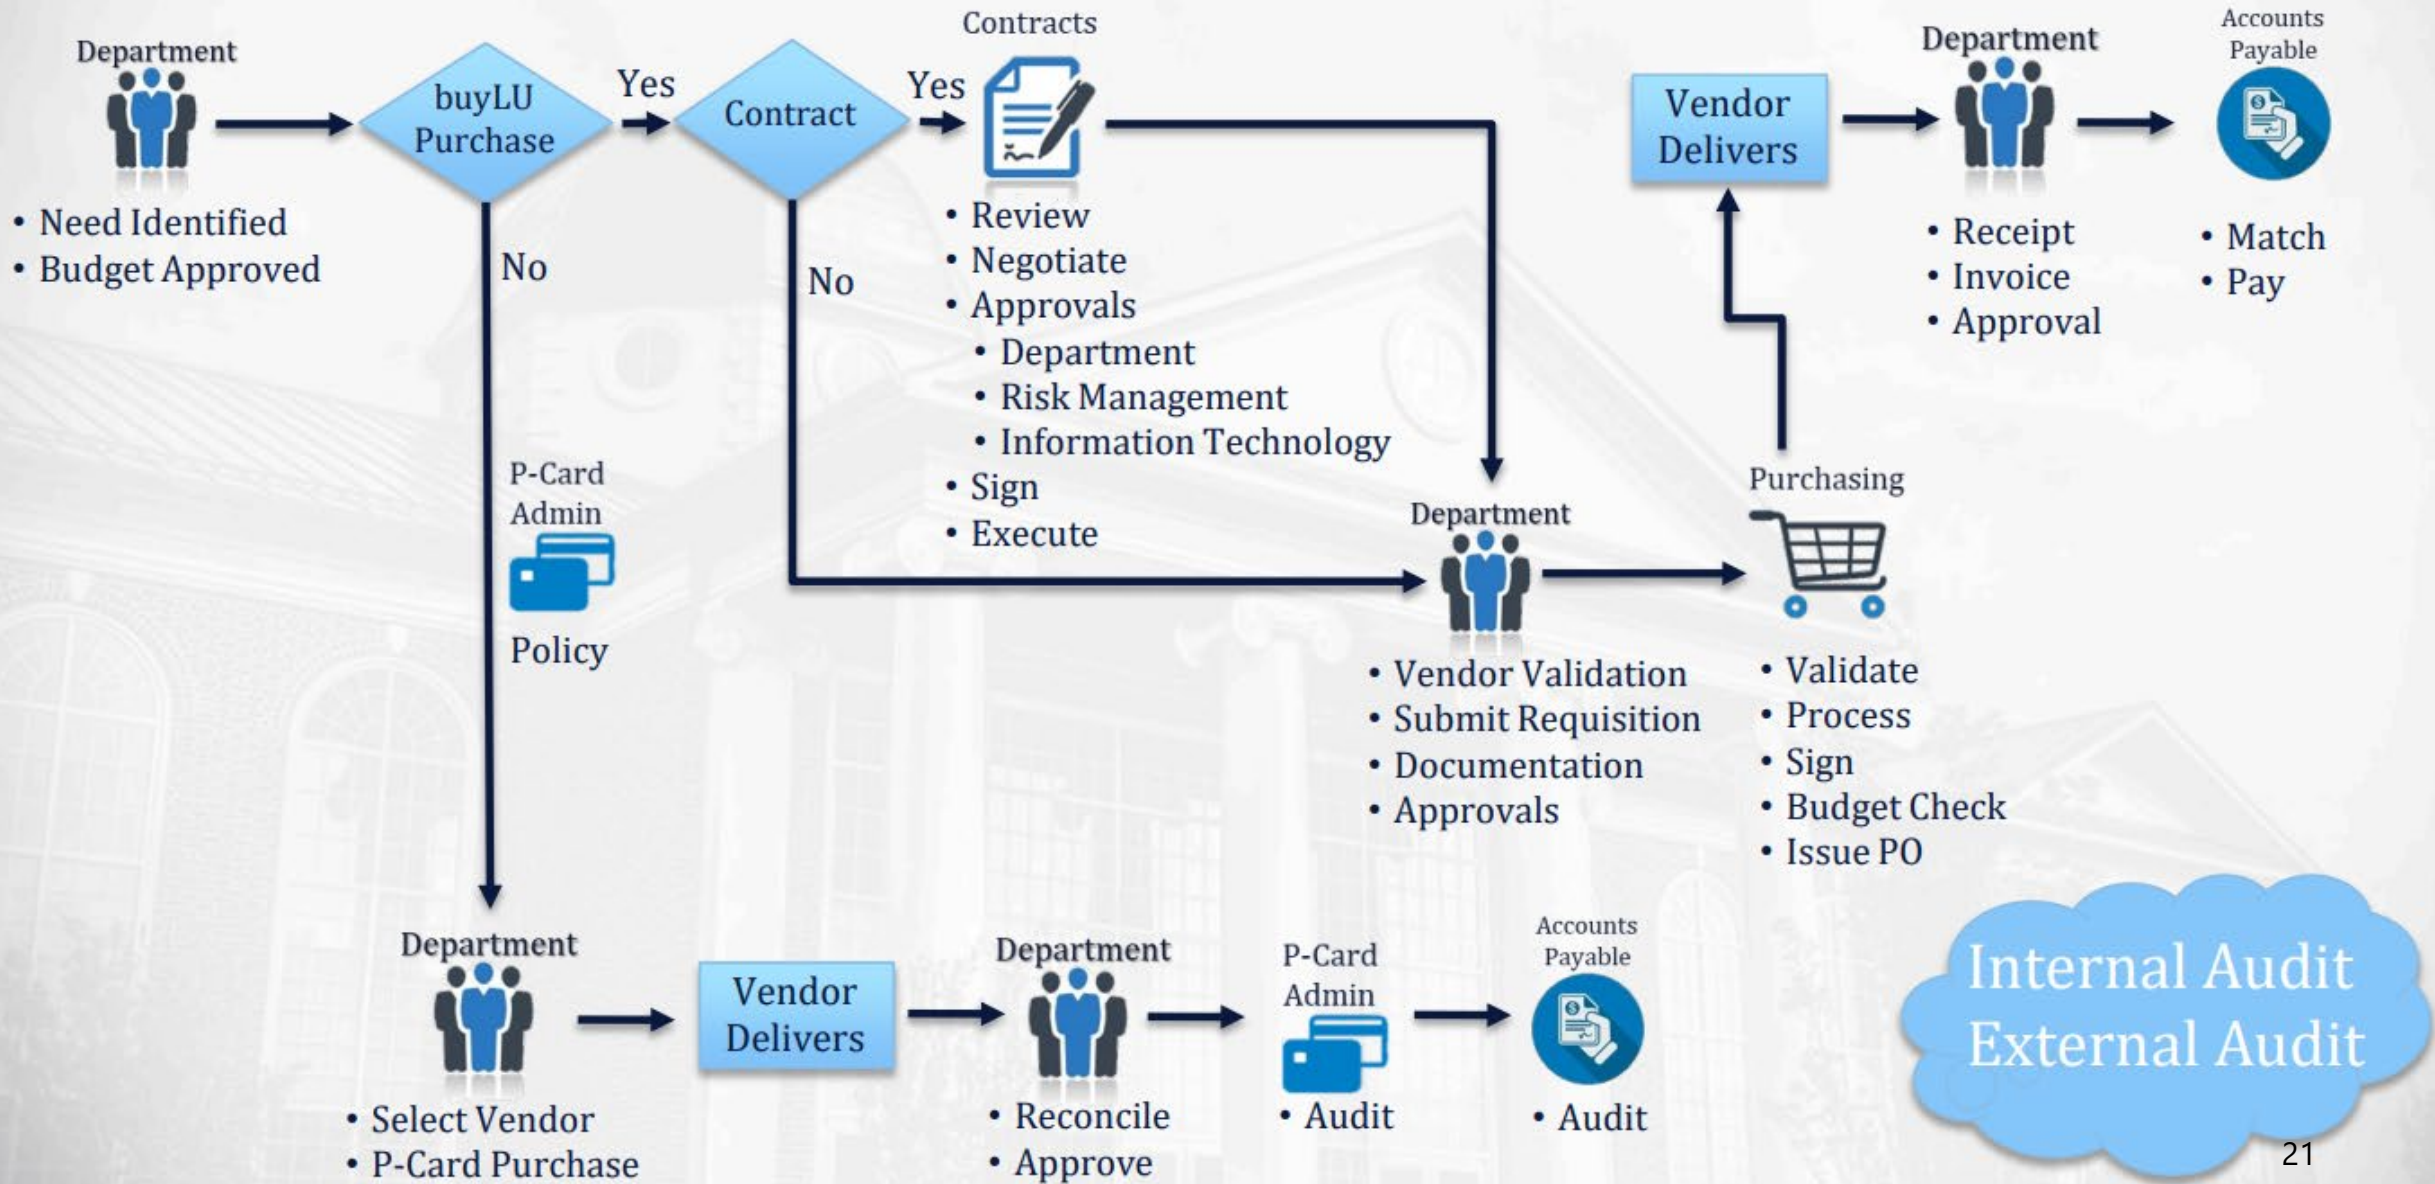 Department
• Need Identified
• Budget Approved
buyLU
Purchase
Yes
No
Contract
Yes
No
Contracts
• Review
• Negotiate
• Approvals
• Department
• Risk Management
• Information Technology
• Sign
• Execute
P-Card
Admin
Policy
Department
• Vendor Validation
• Submit Requisition
• Documentation
• Approvals
Purchasing
• Validate
• Process
• Sign
• Budget Check
• Issue PO
Vendor
Delivers
Department
• Receipt
• Invoice
• Approval
Accounts
Payable
• Match
• Pay
Department
• Select Vendor
• P-Card Purchase
Vendor
Delivers
Department
• Reconcile
• Approve
P-Card
Admin
• Audit
Accounts
Payable
• Audit
Internal Audit
External Audit
21